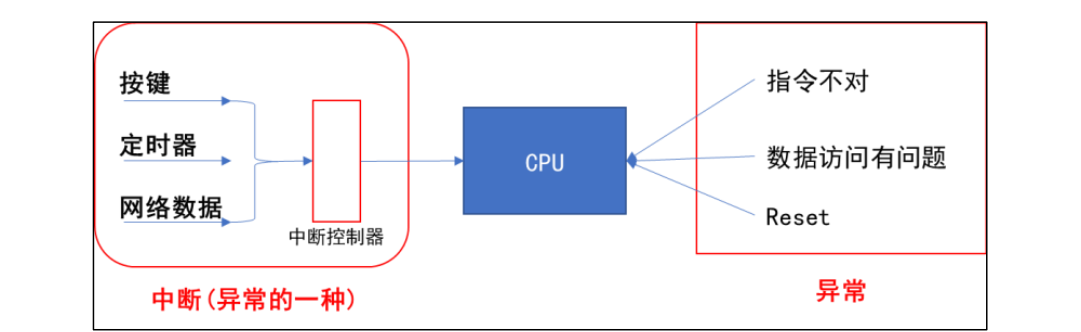 按键
定时器
网络数据
中断控制器
中断(异常的一种)
CPU
指令不对
数据访问有问题
Reset
异常